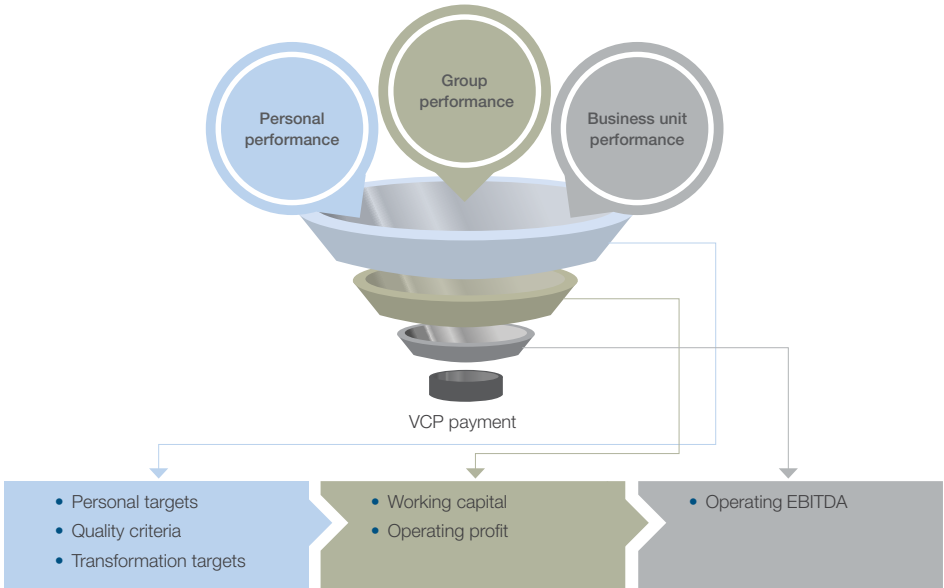 Group
performance
Personal
performance
Business unit
performance
VCP payment
• Personal targets
• Quality criteria
• Transformation targets
• Working capital
• Operating profit
• Operating EBITDA